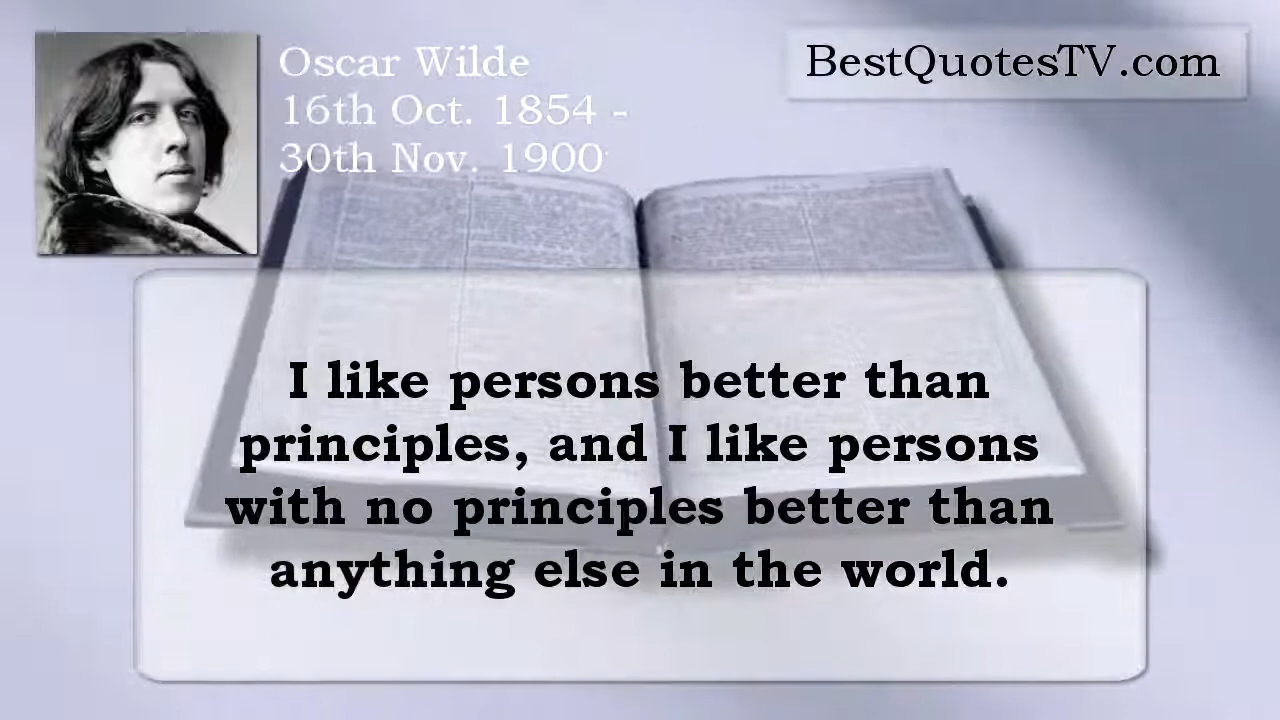 Oscar Wilde
16th Oct. 1854 -
30th Nov. 1900
BestQuotesTV.com
I like persons better than
principles, and I like persons
with no principles better than
anything else in the world.